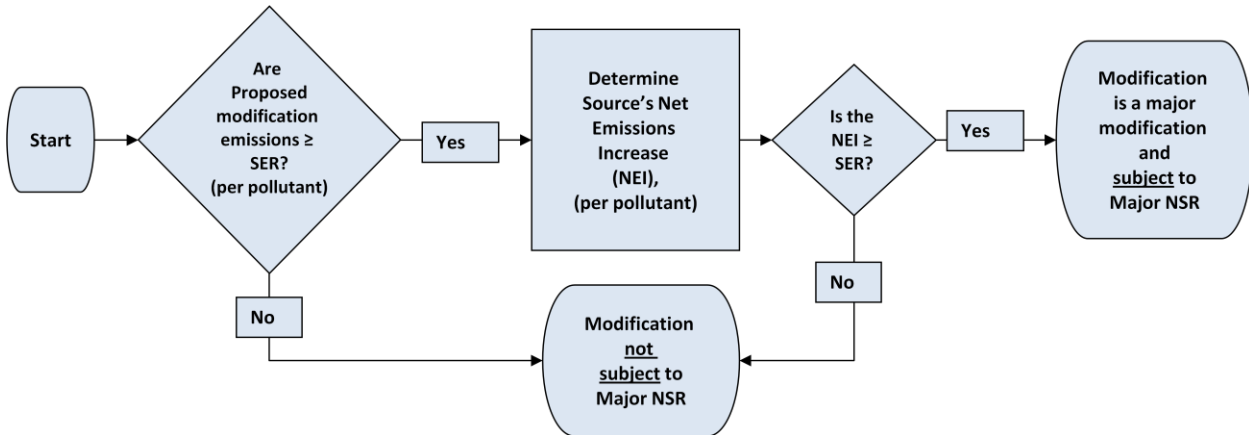 Start
Are
Proposed
modification
emissions ≥
SER?
(per pollutant)
Yes
Determine
Source's Net
Emissions
Increase
(NEI),
(per pollutant)
Is the
NEI ≥
SER?
Yes
Modification
is a major
modification
and
subject to
Major NSR
No
No
Modification
not
subject to
Major NSR